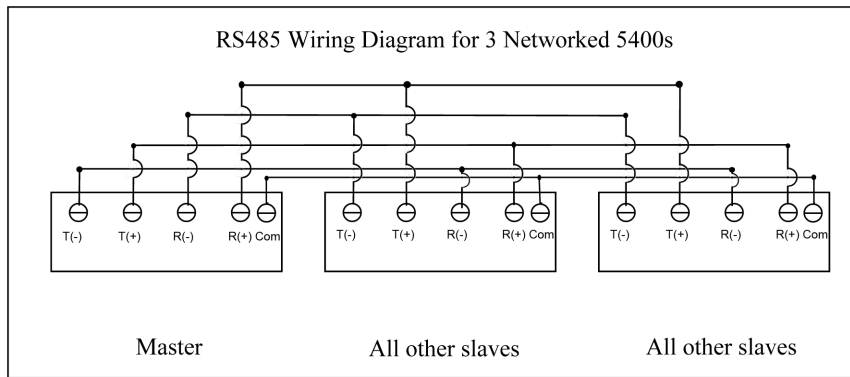 RS485 Wiring Diagram for 3 Networked 5400s
T(-) T(+) R(-) R(+) Com T(-) T(+) R(-) R(+) Com T(-) T(+) R(-) R(+) Com
Master All other slaves All other slaves